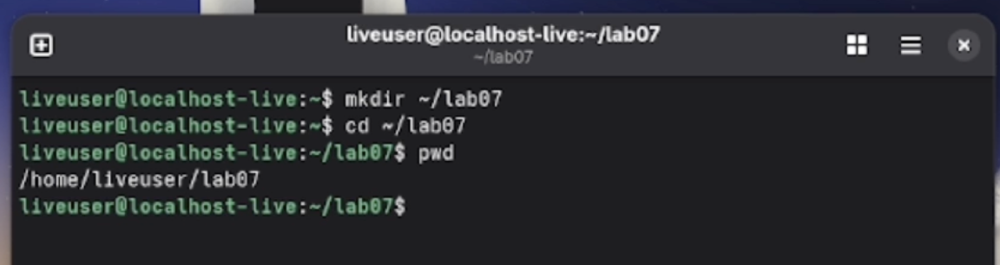 liveuser@localhost-live:~/lab07
~/lab07
liveuser@localhost-live:~$ mkdir ~/lab07
liveuser@localhost-live:~$ cd ~/lab07
liveuser@localhost-live:~/lab07$ pwd
/home/liveuser/lab07
liveuser@localhost-live:~/lab07$